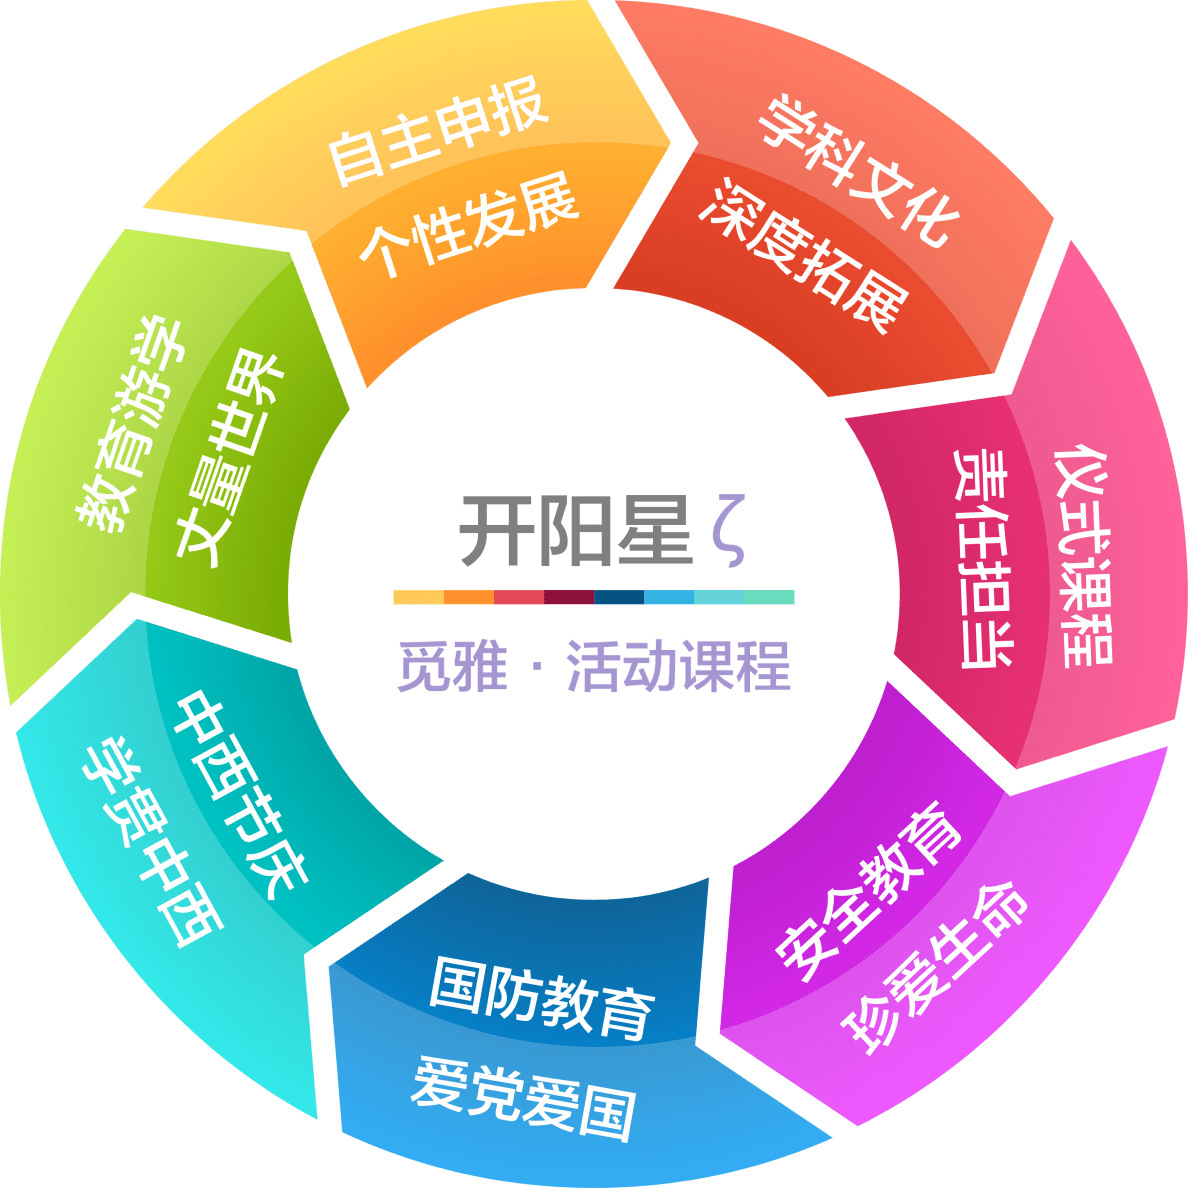 开阳星 ζ
觅雅 · 活动课程
学科文化
深度拓展
仪式课程
责任担当
安全教育
珍爱生命
国防教育
爱党爱国
中西节庆
学贯中西
教育游学
丈量世界
自主申报
个性发展